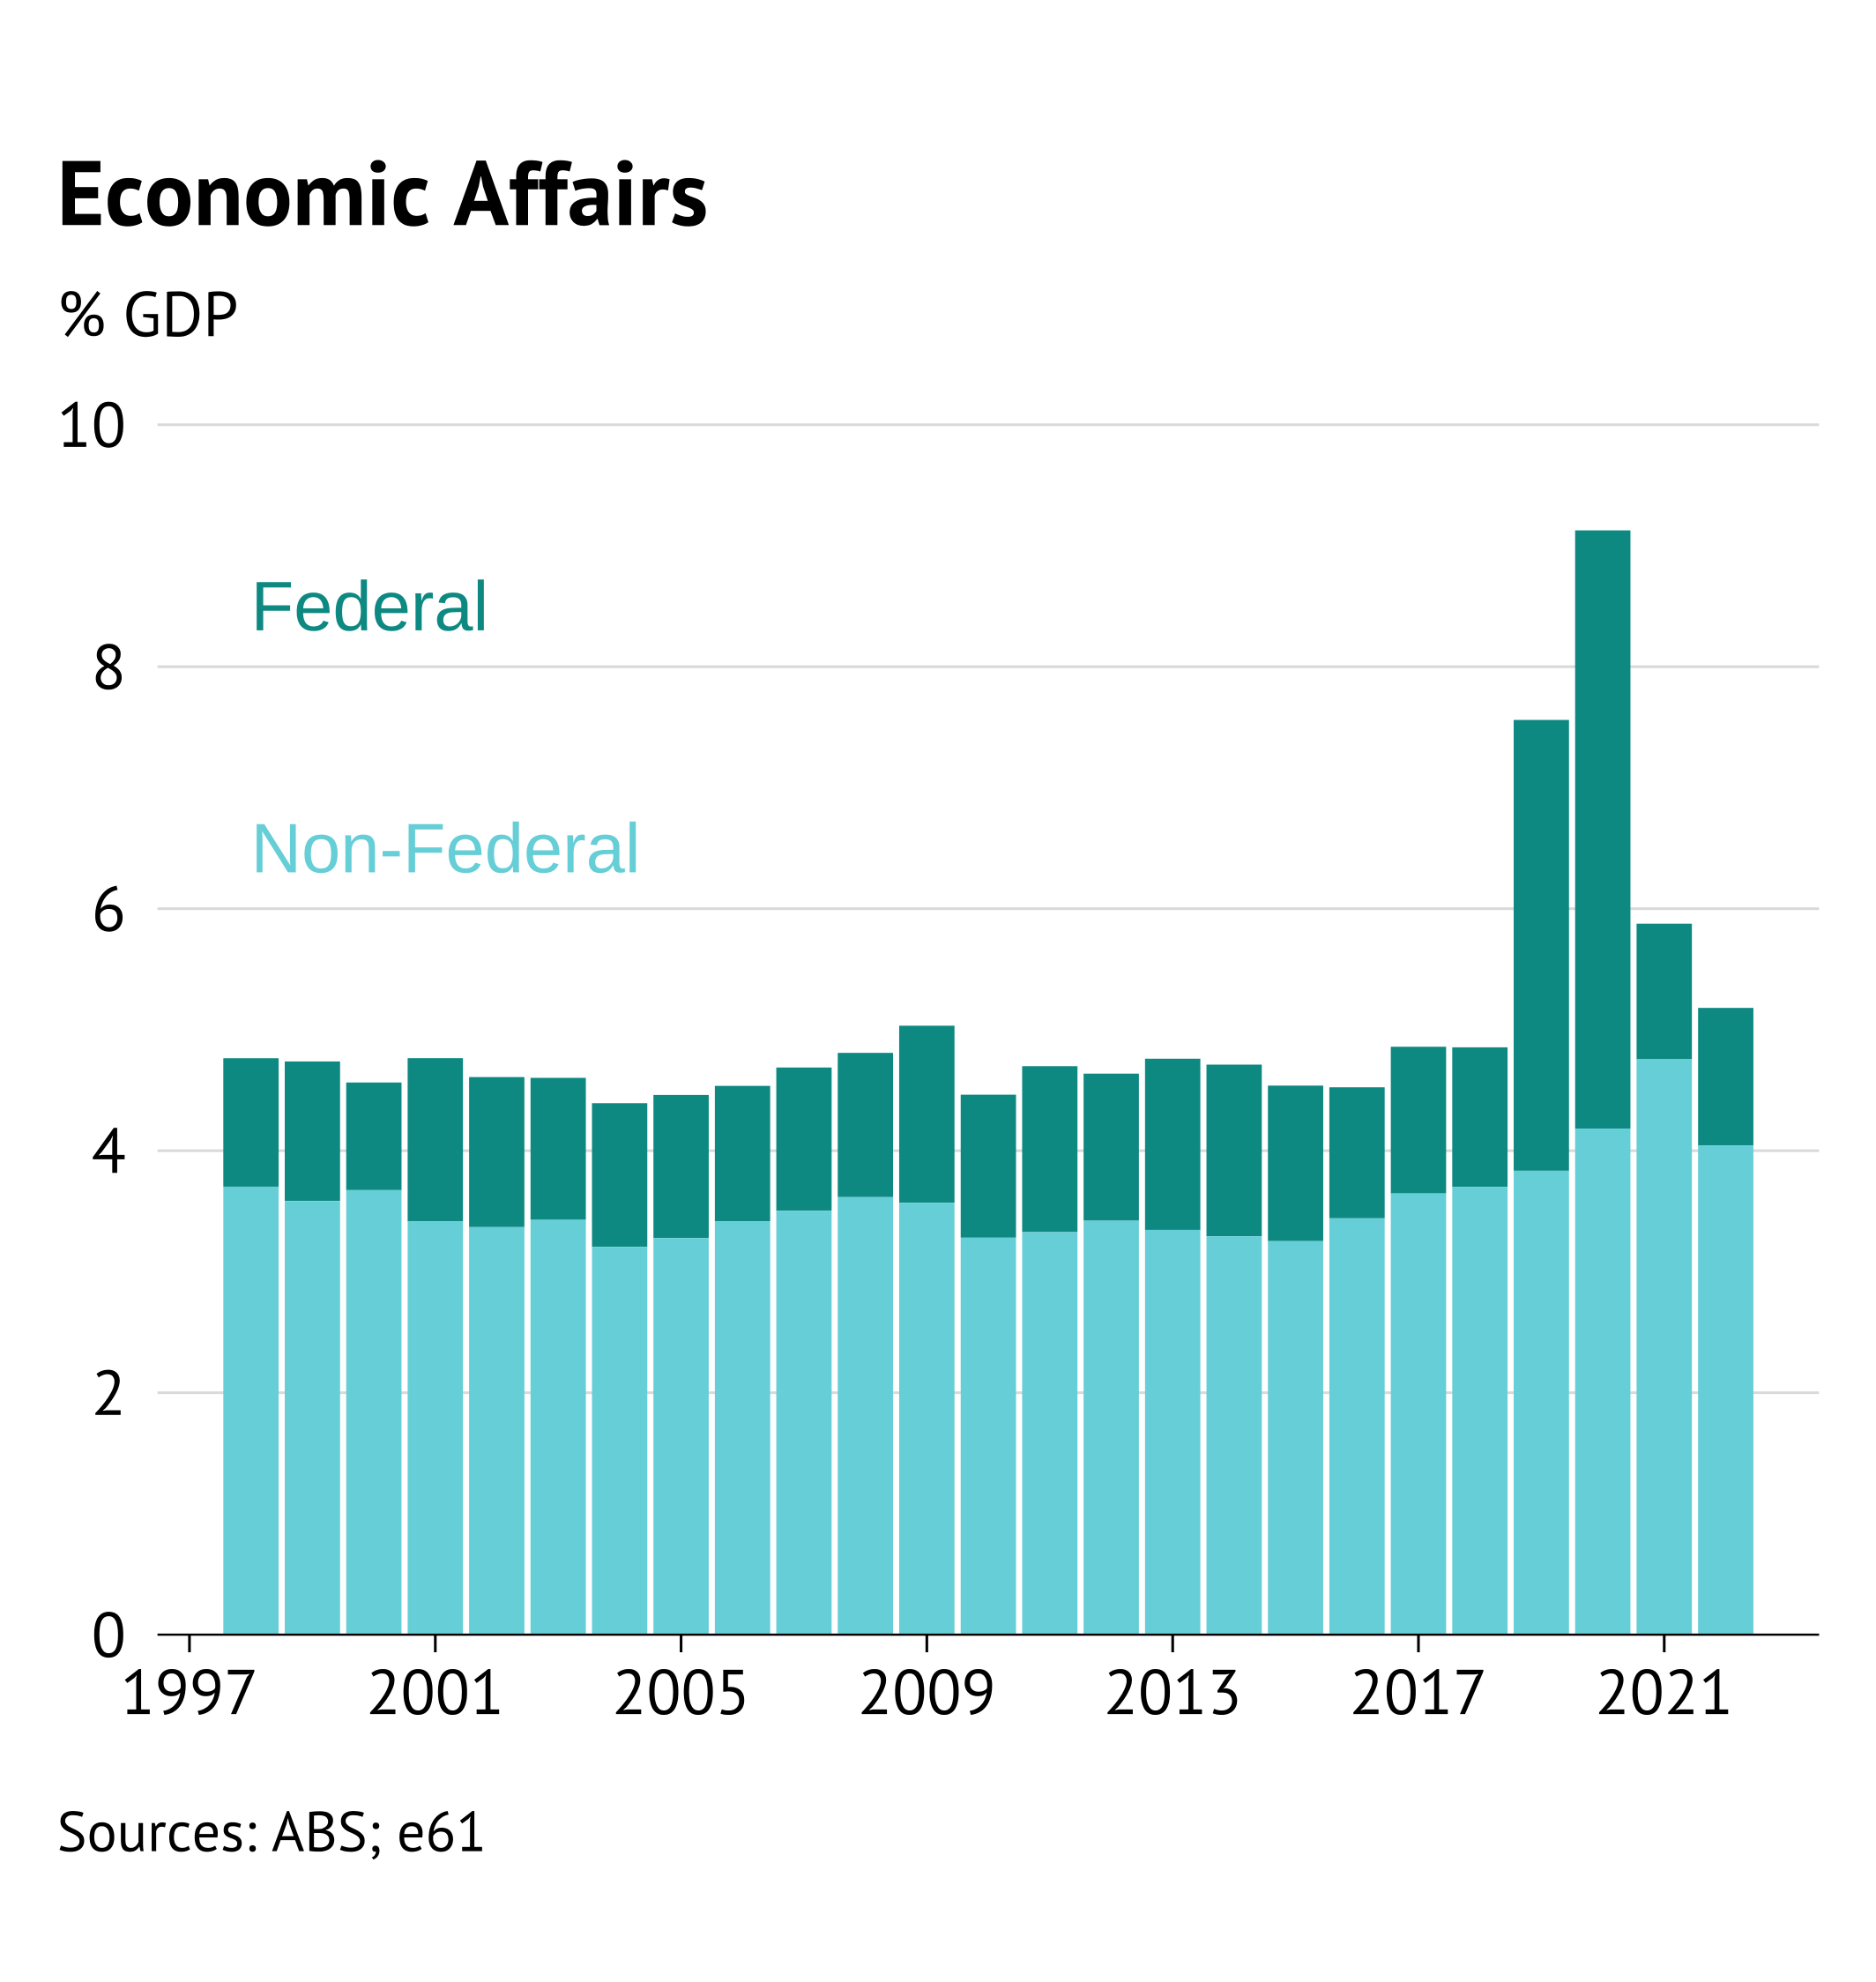 Economic Affairs
% GDP
10
Federal
8
Non-Federal
6
4
2
0
1997 2001 2005 2009 2013 2017 2021
Sources: ABS; e61